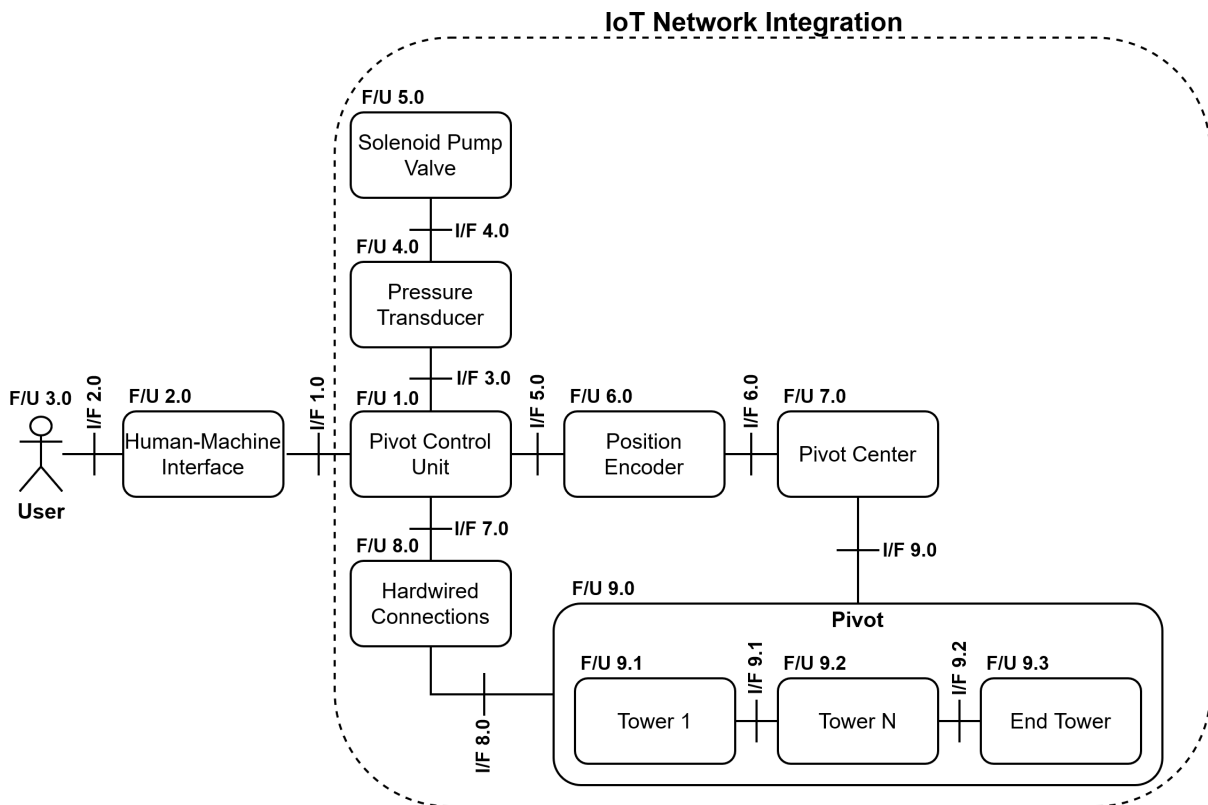 IoT Network Integration
F/U 5.0
Solenoid Pump
Valve
I/F 4.0
F/U 4.0
Pressure
Transducer
I/F 3.0
F/U 3.0
I/F 2.0
F/U 2.0
I/F 1.0
F/U 1.0
I/F 5.0
F/U 6.0
I/F 6.0
F/U 7.0
Human-Machine
Interface
Pivot Control
Unit
Position
Encoder
Pivot Center
User
I/F 7.0
F/U 8.0
I/F 9.0
Hardwired
Connections
F/U 9.0
Pivot
F/U 9.1
I/F 9.1
F/U 9.2
I/F 9.2
F/U 9.3
Tower 1
Tower N
End Tower
I/F 8.0